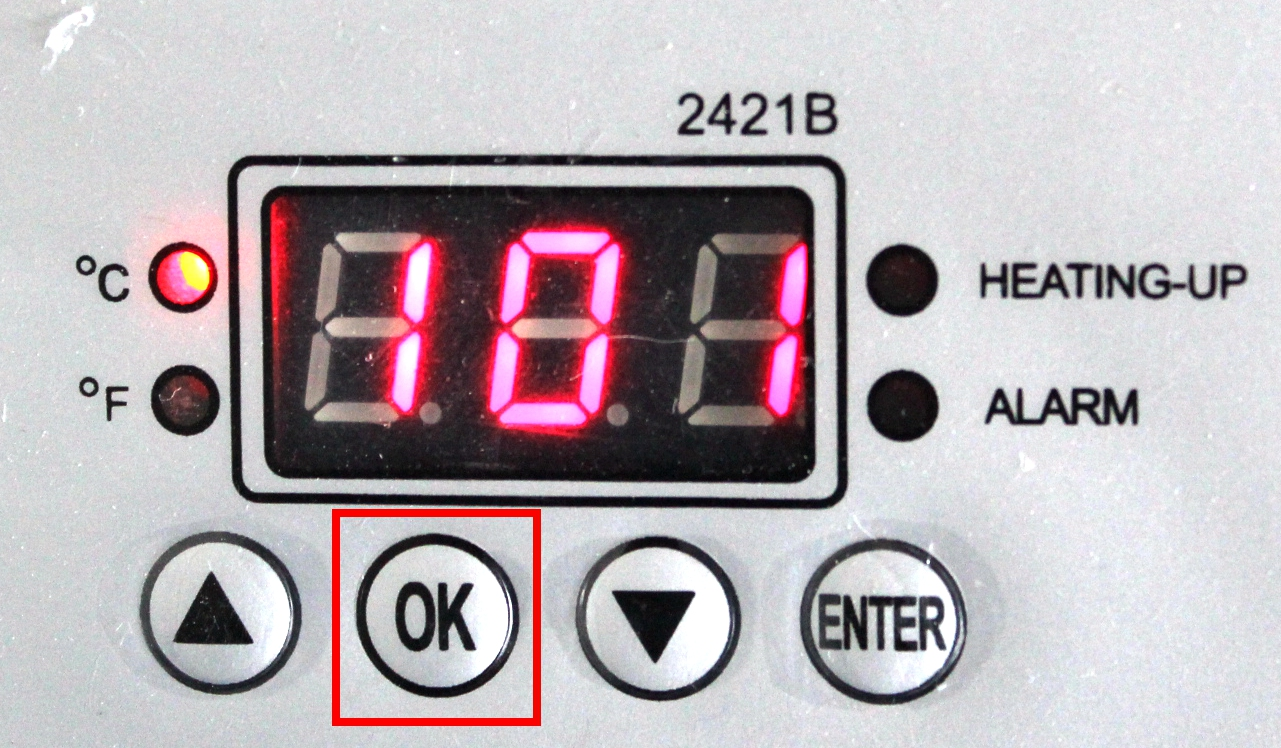 2421B
°C
101
HEATING-UP
°F
ALARM
OK
ENTER